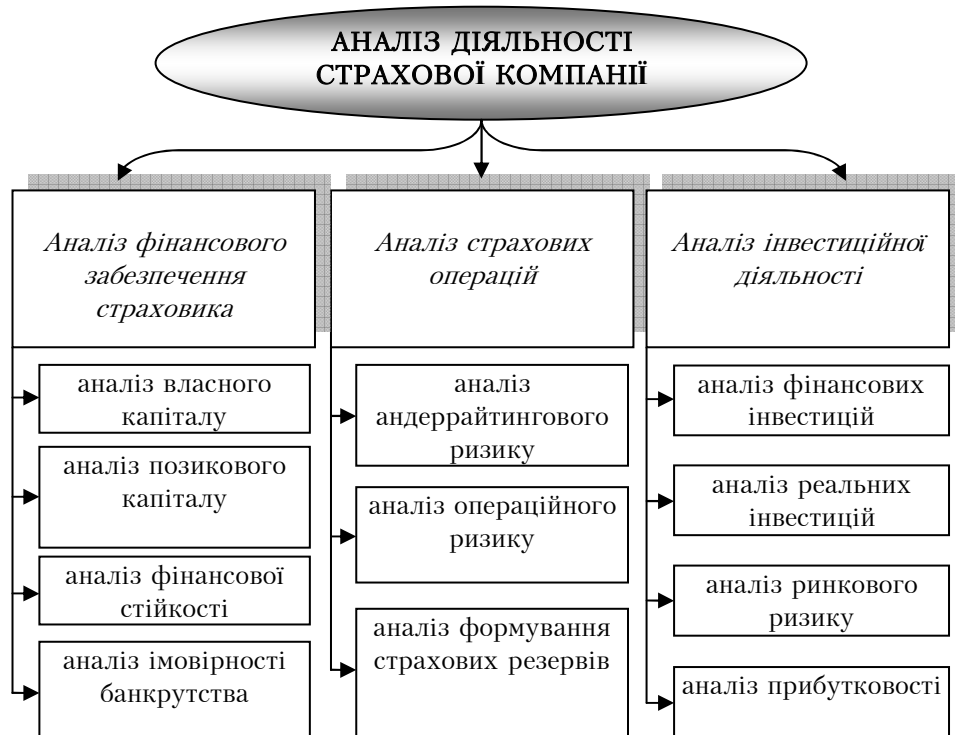 АНАЛІЗ ДІЯЛЬНОСТІ
СТРАХОВОЇ КОМПАНІЇ
Аналіз фінансового
забезпечення
страховика
аналіз власного
капіталу
аналіз позикового
капіталу
аналіз фінансової
стійкості
аналіз імовірності
банкрутства
Аналіз страхових
операцій
аналіз
андеррайтингового
ризику
аналіз операційного
ризику
аналіз формування
страхових резервів
Аналіз інвестиційної
діяльності
аналіз фінансових
інвестицій
аналіз реальних
інвестицій
аналіз ринкового
ризику
аналіз прибутковості